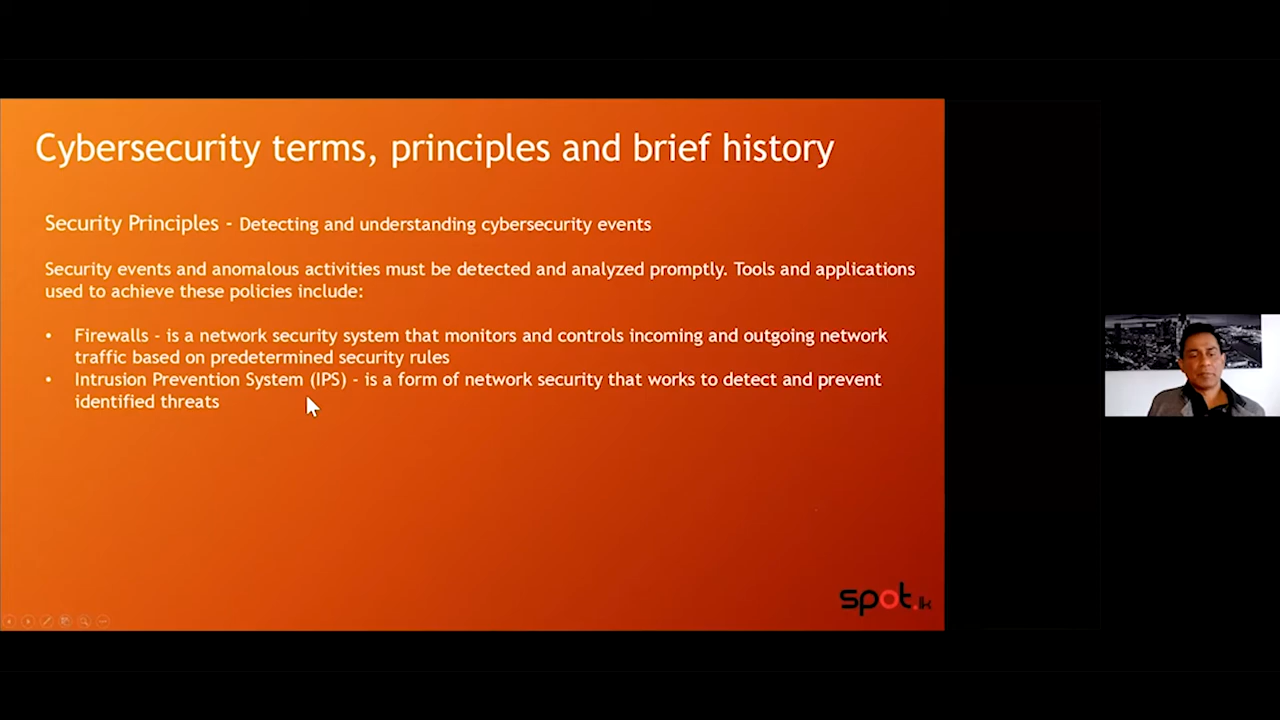 Cybersecurity terms, principles and brief history
Security Principles - Detecting and understanding cybersecurity events
Security events and anomalous activities must be detected and analyzed promptly. Tools and applications
used to achieve these policies include:
• Firewalls - is a network security system that monitors and controls incoming and outgoing network
traffic based on predetermined security rules
• Intrusion Prevention System (IPS) - is a form of network security that works to detect and prevent
identified threats
spot.lk